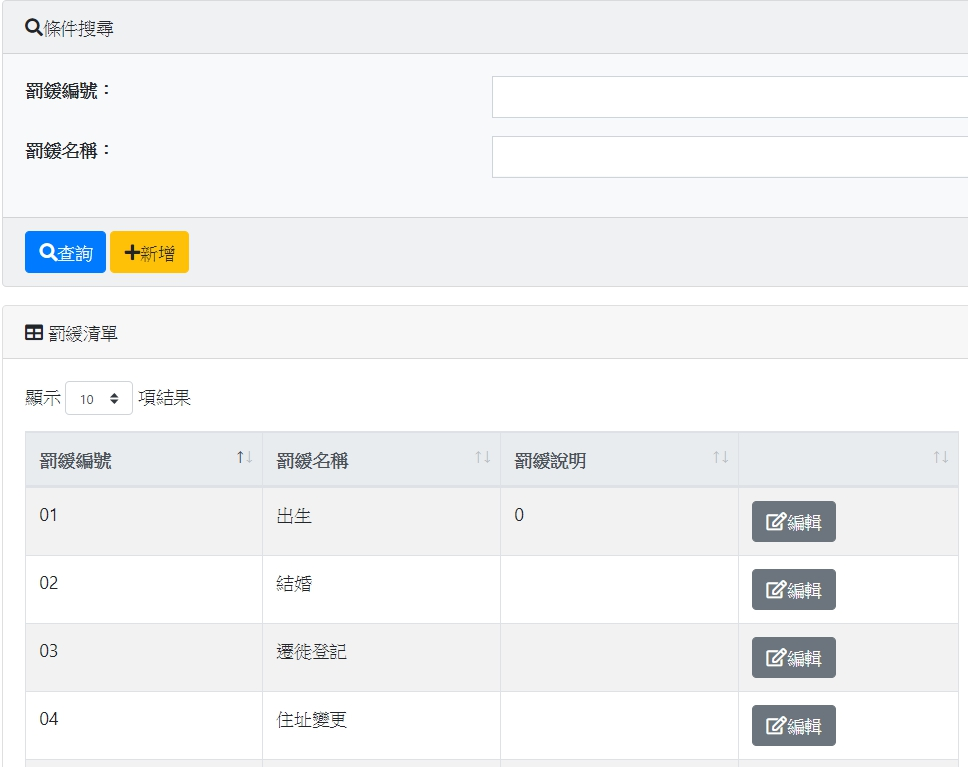 條件搜尋
罰鍰編號：
罰鍰名稱：
查詢 新增
罰鍰清單
顯示 10 項結果
罰鍰編號 罰鍰名稱 罰鍰說明
01 出生 0 編輯
02 結婚 編輯
03 遷徙登記 編輯
04 住址變更 編輯